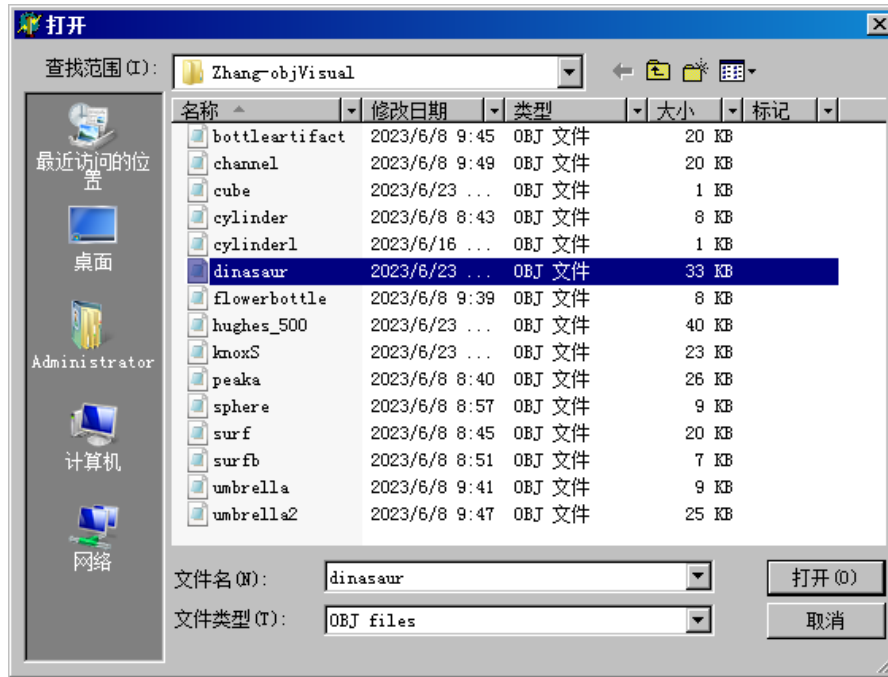 打开
查找范围(I): Zhang-objVisual
名称 修改日期 类型 大小 标记
bottleartifact 2023/6/8 9:45 OBJ 文件 20 KB
channel 2023/6/8 9:49 OBJ 文件 20 KB
cube 2023/6/23 ... OBJ 文件 1 KB
cylinder 2023/6/8 8:43 OBJ 文件 8 KB
cylinder1 2023/6/16 ... OBJ 文件 1 KB
dinasaur 2023/6/23 ... OBJ 文件 33 KB
flowerbottle 2023/6/8 9:39 OBJ 文件 8 KB
hughes_500 2023/6/23 ... OBJ 文件 40 KB
knoxS 2023/6/23 ... OBJ 文件 23 KB
peaka 2023/6/8 8:40 OBJ 文件 26 KB
sphere 2023/6/8 8:57 OBJ 文件 9 KB
surf 2023/6/8 8:45 OBJ 文件 20 KB
surfb 2023/6/8 8:51 OBJ 文件 7 KB
umbrella 2023/6/8 9:41 OBJ 文件 9 KB
umbrella2 2023/6/8 9:47 OBJ 文件 25 KB
最近访问的位
置
桌面
Administrator
计算机
网络
文件名(N): dinasaur 打开(O)
文件类型(T): OBJ files 取消